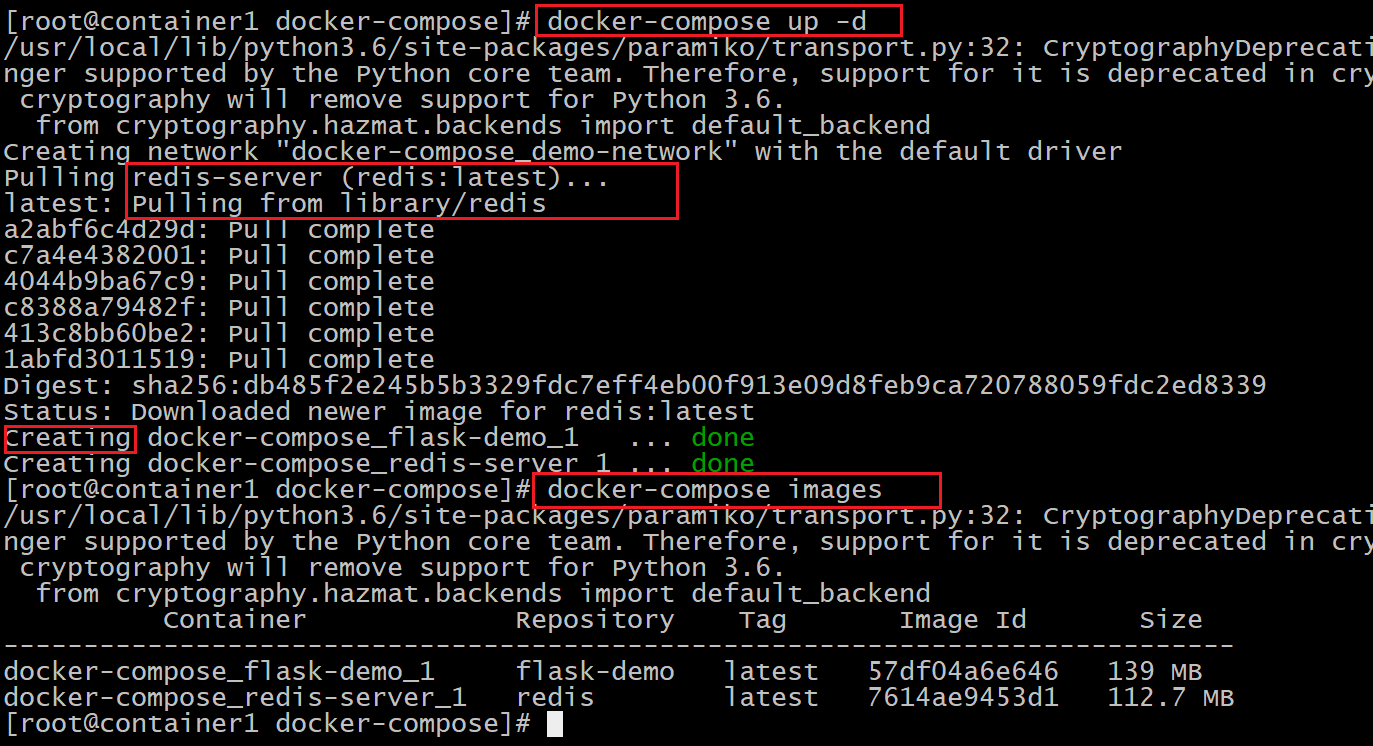 [root@container1 docker-compose]# docker-compose up -d
/usr/local/lib/python3.6/site-packages/paramiko/transport.py:32: CryptographyDeprecati
nger supported by the Python core team. Therefore, support for it is deprecated in cry
 cryptography will remove support for Python 3.6.
  from cryptography.hazmat.backends import default_backend
Creating network "docker-compose_demo-network" with the default driver
Pulling redis-server (redis:latest)...
latest: Pulling from library/redis
a2abf6c4d29d: Pull complete
c7a4e4382001: Pull complete
4044b9ba67c9: Pull complete
c8388a79482f: Pull complete
413c8bb60be2: Pull complete
1abfd3011519: Pull complete
Digest: sha256:db485f2e245b5b3329fdc7eff4eb00f913e09d8feb9ca720788059fdc2ed8339
Status: Downloaded newer image for redis:latest
Creating docker-compose_flask-demo_1   ... done
Creating docker-compose_redis-server_1 ... done
[root@container1 docker-compose]# docker-compose images
/usr/local/lib/python3.6/site-packages/paramiko/transport.py:32: CryptographyDeprecati
nger supported by the Python core team. Therefore, support for it is deprecated in cry
 cryptography will remove support for Python 3.6.
  from cryptography.hazmat.backends import default_backend
          Container             Repository    Tag       Image Id       Size
-----------------------------------------------------------------------------
docker-compose_flask-demo_1     flask-demo   latest   57df04a6e646   139 MB
docker-compose_redis-server_1   redis        latest   7614ae9453d1   112.7 MB
[root@container1 docker-compose]#